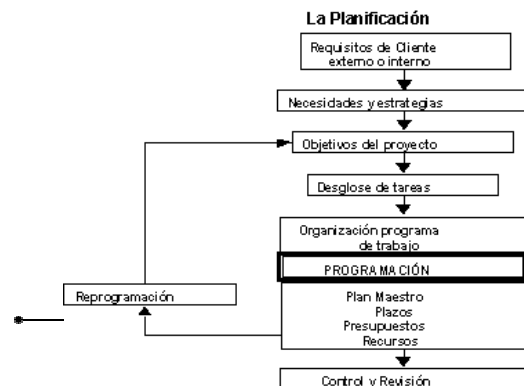 La Planificación
Requisitos de Cliente
externo o interno
Necesidades y estrategias
Objetivos del proyecto
Desglose de tareas
Organización programa
de trabajo
PROGRAMACIÓN
Reprogramación
Plan Maestro
Plazos
Presupuestos
Recursos
Control y Revisión